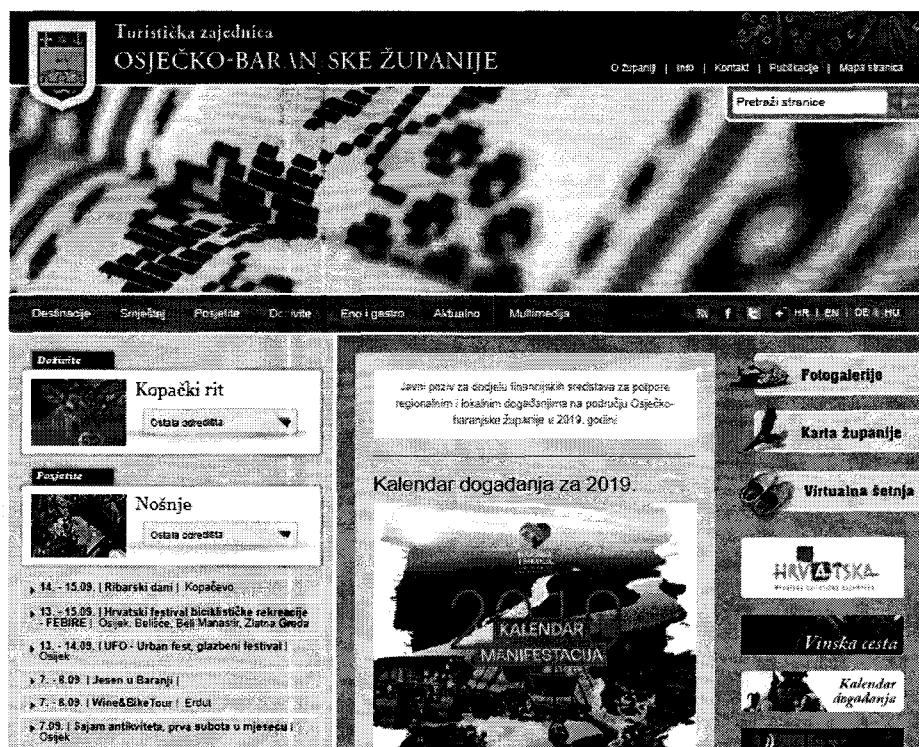 Turistička zajednica
OSJEČKO-BARANJSKE ŽUPANIJE
O županiji | Info | Kontakt | Publikacije | Mapa stranica
Pretraži stranice
Destinacije Smještaj Posjetite Doživite Eno i gastro Aktualno Multimedija HR | EN | DE | HU
Doživite
Kopački rit
Ostala odredišta
Posjetite
Nošnje
Ostala odredišta
14. - 15.09. | Ribarski dani | Kopačevo
13. - 15.09. | Hrvatski festival biciklističke rekreacije
- FEBIRE | Osijek, Belišće, Beli Manastir, Zlatna Greda
13. - 14.09. | UFO - Urban fest, glazbeni festival |
Osijek
7. - 8.09. | Jesen u Baranji |
7. - 8.09. | Wine&BikeTour | Erdut
7.09. | Sajam antikviteta, prva subota u mjesecu |
Osijek
Javni poziv za dodjelu financijskih sredstava za potpore
regionalnim i lokalnim događanjima na području Osječko-
baranjske županije u 2019. godini
Kalendar događanja za 2019.
2019
KALENDAR
MANIFESTACIJA
Fotogalerije
Karta županije
Virtualna šetnja
HRVATSKA
Vinska cesta
Kalendar
događanja